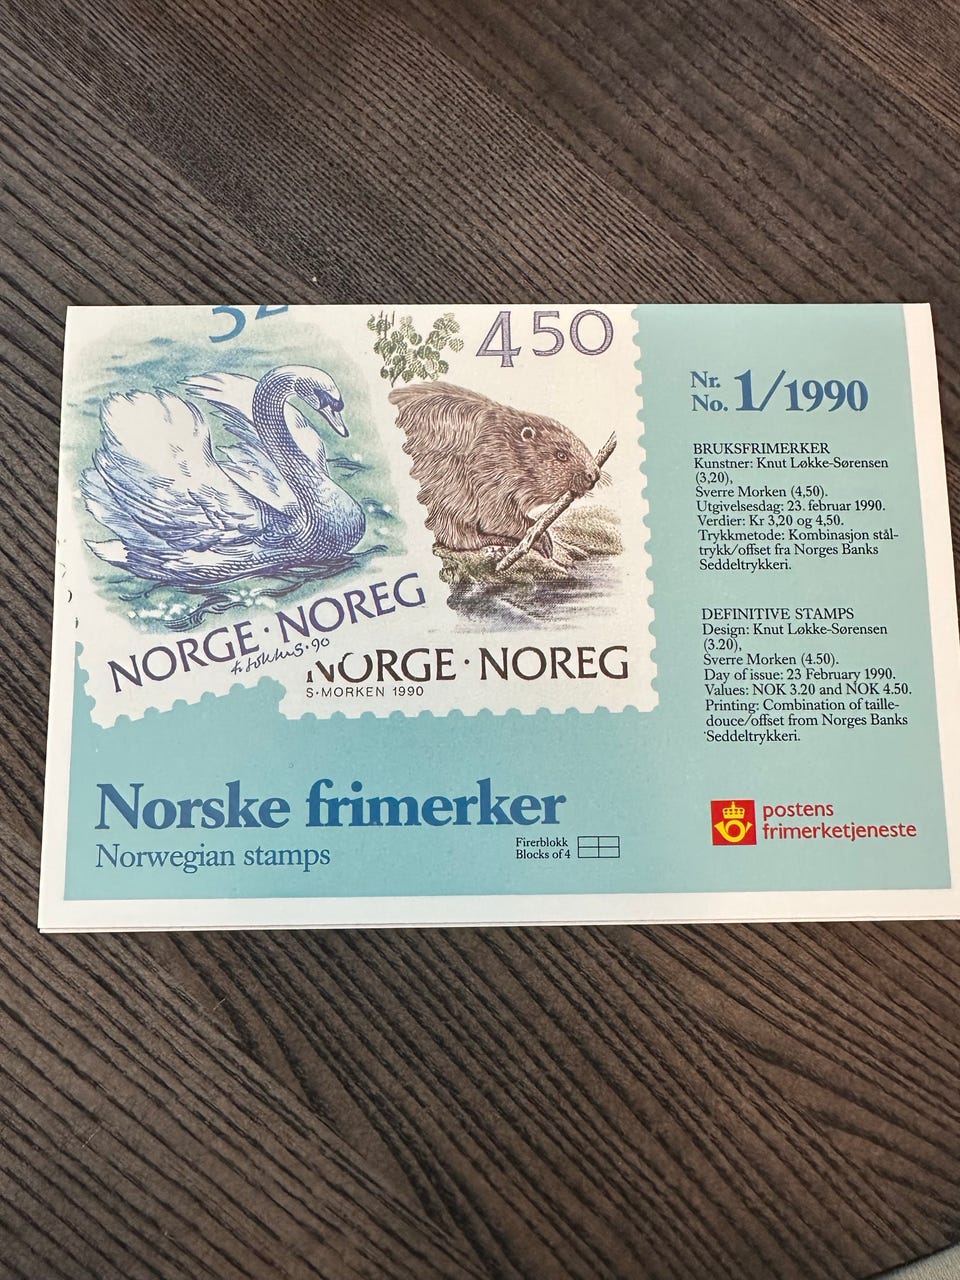 32
450
NORGE·NOREG
K. Løkke S·90
NORGE·NOREG
S·MORKEN 1990
Nr.
No. 1/1990
BRUKSFRIMERKER
Kunstner: Knut Løkke-Sørensen
(3,20),
Sverre Morken (4,50).
Utgivelsesdag: 23. februar 1990.
Verdier: Kr 3,20 og 4,50.
Trykkmetode: Kombinasjon stål-
trykk/offset fra Norges Banks
Seddeltrykkeri.
DEFINITIVE STAMPS
Design: Knut Løkke-Sørensen
(3.20),
Sverre Morken (4.50).
Day of issue: 23 February 1990.
Values: NOK 3.20 and NOK 4.50.
Printing: Combination of taille-
douce/offset from Norges Banks
Seddeltrykkeri.
Norske frimerker
Norwegian stamps
Firerblokk
Blocks of 4
postens
frimerketjeneste